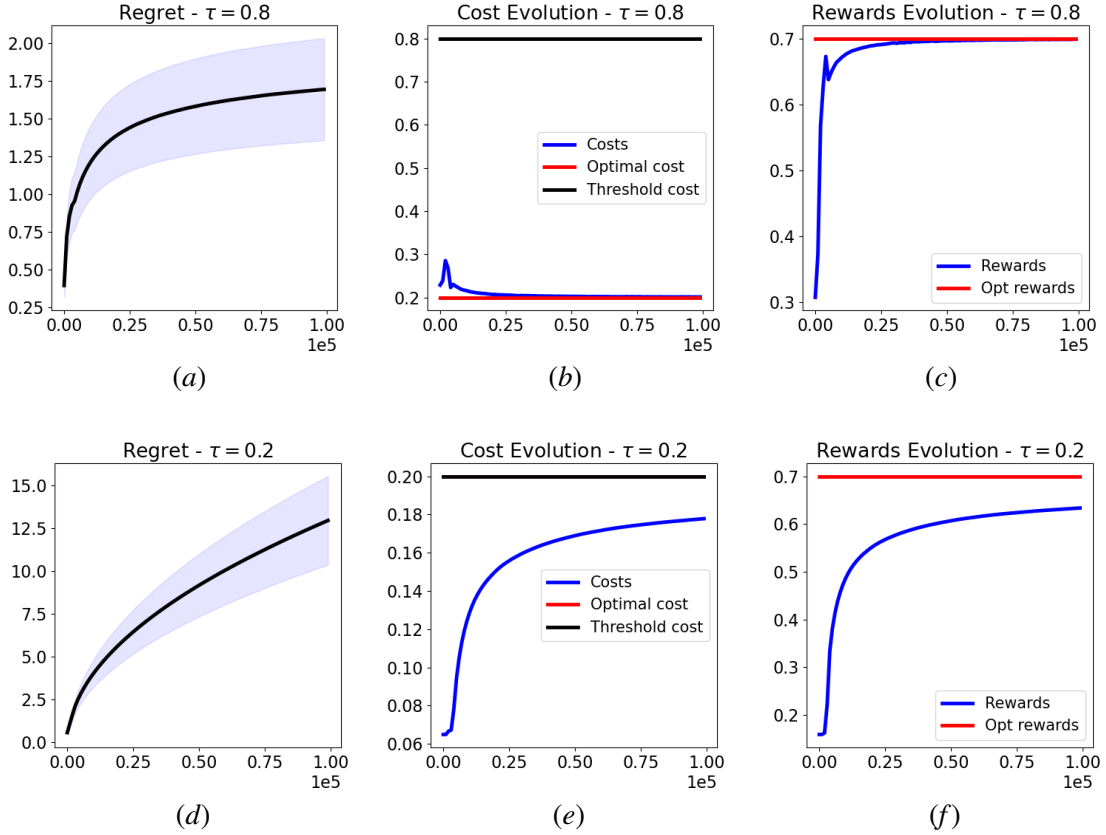 Regret - τ = 0.8
2.00
1.75
1.50
1.25
1.00
0.75
0.50
0.25
0.00 0.25 0.50 0.75 1.00
1e5
(a)
Cost Evolution - τ = 0.8
0.8
0.7
0.6
0.5
0.4
0.3
0.2
Costs
Optimal cost
Threshold cost
0.00 0.25 0.50 0.75 1.00
1e5
(b)
Rewards Evolution - τ = 0.8
0.7
0.6
0.5
0.4
0.3
Rewards
Opt rewards
0.00 0.25 0.50 0.75 1.00
1e5
(c)
Regret - τ = 0.2
15.0
12.5
10.0
7.5
5.0
2.5
0.0
0.00 0.25 0.50 0.75 1.00
1e5
(d)
Cost Evolution - τ = 0.2
0.20
0.18
0.16
0.14
0.12
0.10
0.08
0.06
Costs
Optimal cost
Threshold cost
0.00 0.25 0.50 0.75 1.00
1e5
(e)
Rewards Evolution - τ = 0.2
0.7
0.6
0.5
0.4
0.3
0.2
Rewards
Opt rewards
0.00 0.25 0.50 0.75 1.00
1e5
(f)